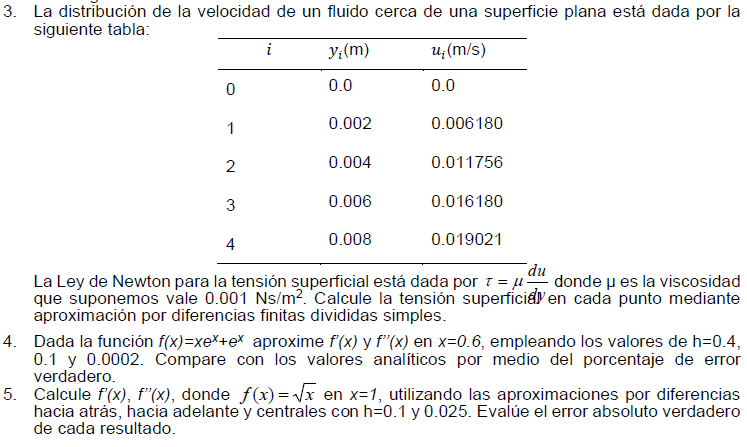 3. La distribución de la velocidad de un fluido cerca de una superficie plana está dada por la
siguiente tabla:
i yᵢ(m) uᵢ(m/s)
0 0.0 0.0
1 0.002 0.006180
2 0.004 0.011756
3 0.006 0.016180
4 0.008 0.019021
La Ley de Newton para la tensión superficial está dada por τ = μ du/dy donde μ es la viscosidad
que suponemos vale 0.001 Ns/m². Calcule la tensión superficial en cada punto mediante
aproximación por diferencias finitas divididas simples.
4. Dada la función f(x)=xeˣ+eˣ aproxime f'(x) y f''(x) en x=0.6, empleando los valores de h=0.4,
0.1 y 0.0002. Compare con los valores analíticos por medio del porcentaje de error
verdadero.
5. Calcule f'(x), f''(x), donde f(x)=√x en x=1, utilizando las aproximaciones por diferencias
hacia atrás, hacia adelante y centrales con h=0.1 y 0.025. Evalúe el error absoluto verdadero
de cada resultado.